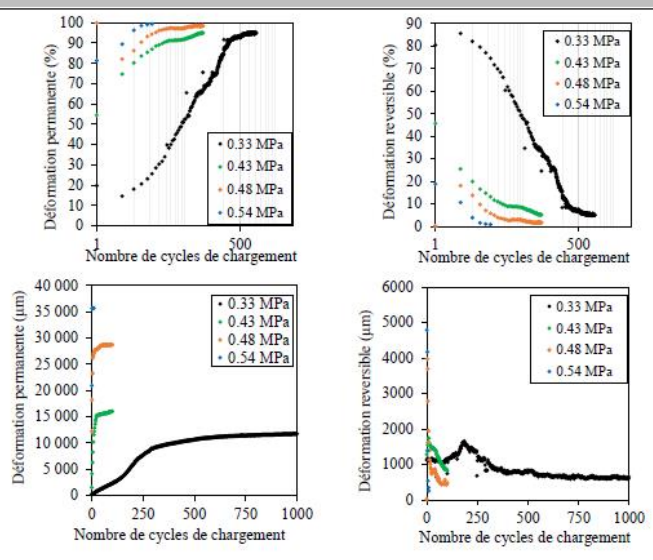 Déformation permanente (%)
100
90
80
70
60
50
40
30
20
10
0
0.33 MPa
0.43 MPa
0.48 MPa
0.54 MPa
1
500
Nombre de cycles de chargement
Déformation reversible (%)
90
80
70
60
50
40
30
20
10
0
0.33 MPa
0.43 MPa
0.48 MPa
0.54 MPa
1
500
Nombre de cycles de chargement
Déformation permanente (µm)
40 000
35 000
30 000
25 000
20 000
15 000
10 000
5 000
0
0.33 MPa
0.43 MPa
0.48 MPa
0.54 MPa
0
250
500
750
1000
Nombre de cycles de chargement
Déformation reversible (µm)
6000
5000
4000
3000
2000
1000
0
0.33 MPa
0.43 MPa
0.48 MPa
0.54 MPa
0
250
500
750
1000
Nombre de cycles de chargement